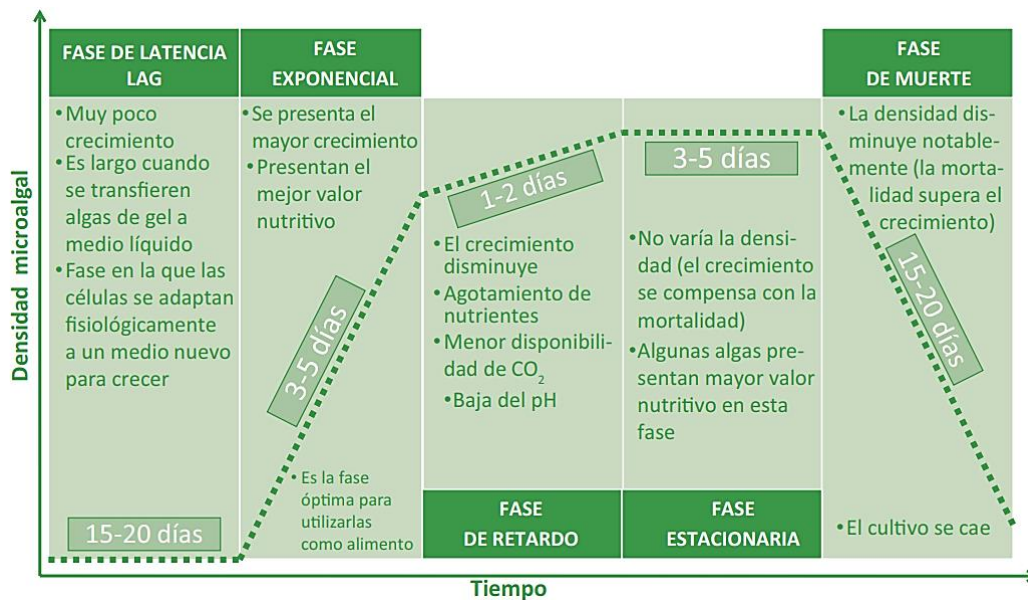 FASE DE LATENCIA
LAG
• Muy poco
crecimiento
• Es largo cuando
se transfieren
algas de gel a
medio líquido
• Fase en la que las
células se adaptan
fisiológicamente
a un medio nuevo
para crecer
15-20 días
FASE
EXPONENCIAL
• Se presenta el
mayor crecimiento
• Presentan el
mejor valor
nutritivo
3-5 días
• Es la fase
óptima para
utilizarlas
como alimento
1-2 días
• El crecimiento
disminuye
• Agotamiento de
nutrientes
• Menor disponibili-
dad de CO2
• Baja del pH
FASE
DE RETARDO
3-5 días
• No varía la densi-
dad (el crecimiento
se compensa con la
mortalidad)
• Algunas algas pre-
sentan mayor valor
nutritivo en esta
fase
FASE
ESTACIONARIA
FASE
DE MUERTE
• La densidad dis-
minuye notable-
mente (la morta-
lidad supera el
crecimiento)
15-20 días
• El cultivo se cae
Densidad microalgal
Tiempo